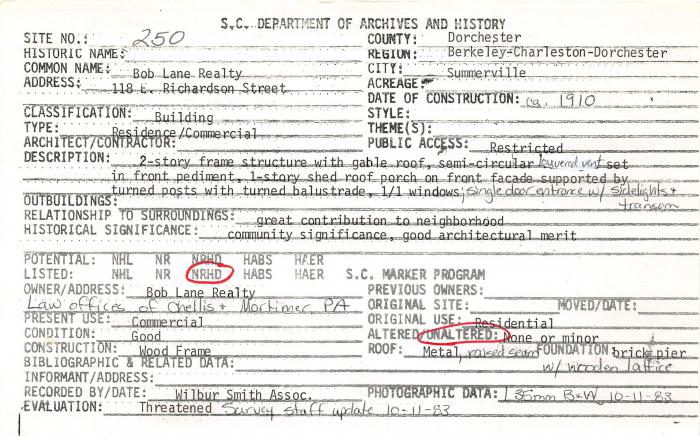 S.C. DEPARTMENT OF ARCHIVES AND HISTORY
SITE NO.: 250 COUNTY: Dorchester
HISTORIC NAME: REGION: Berkeley-Charleston-Dorchester
COMMON NAME: Bob Lane Realty CITY: Summerville
ADDRESS: 118 E. Richardson Street ACREAGE:
DATE OF CONSTRUCTION: ca. 1910
CLASSIFICATION: Building STYLE:
TYPE: Residence/Commercial THEME(S):
ARCHITECT/CONTRACTOR: PUBLIC ACCESS: Restricted
DESCRIPTION: 2-story frame structure with gable roof, semi-circular louvered vent set
in front pediment, 1-story shed roof porch on front facade supported by
turned posts with turned balustrade, 1/1 windows; single door entrance w/ sidelights +
transom
OUTBUILDINGS:
RELATIONSHIP TO SURROUNDINGS: great contribution to neighborhood
HISTORICAL SIGNIFICANCE: community significance, good architectural merit
POTENTIAL: NHL NR NRHD HABS HAER
LISTED: NHL NR NRHD HABS HAER S.C. MARKER PROGRAM
OWNER/ADDRESS: Bob Lane Realty PREVIOUS OWNERS:
Law offices of Chellis + Mortimer PA ORIGINAL SITE: MOVED/DATE:
PRESENT USE: Commercial ORIGINAL USE: Residential
CONDITION: Good ALTERED/UNALTERED: None or minor
CONSTRUCTION: Wood Frame ROOF: Metal, raised seam FOUNDATION: brick pier
BIBLIOGRAPHIC & RELATED DATA: w/ wooden lattice
INFORMANT/ADDRESS:
RECORDED BY/DATE: Wilbur Smith Assoc. PHOTOGRAPHIC DATA: 35mm B+W 10-11-83
EVALUATION: Threatened Survey staff update 10-11-83